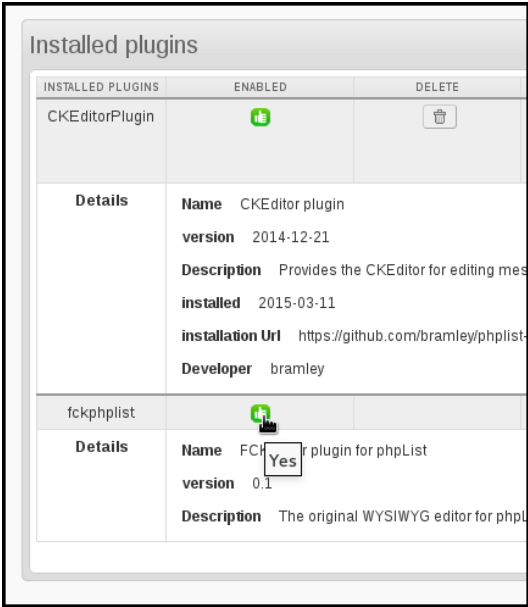 Installed plugins
INSTALLED PLUGINS ENABLED DELETE
CKEditorPlugin
Details
Name CKEditor plugin
version 2014-12-21
Description Provides the CKEditor for editing mes
installed 2015-03-11
installation Url https://github.com/bramley/phplist-
Developer bramley
fckphplist
Details
Name FCK r plugin for phpList
Yes
version 0.1
Description The original WYSIWYG editor for phpL